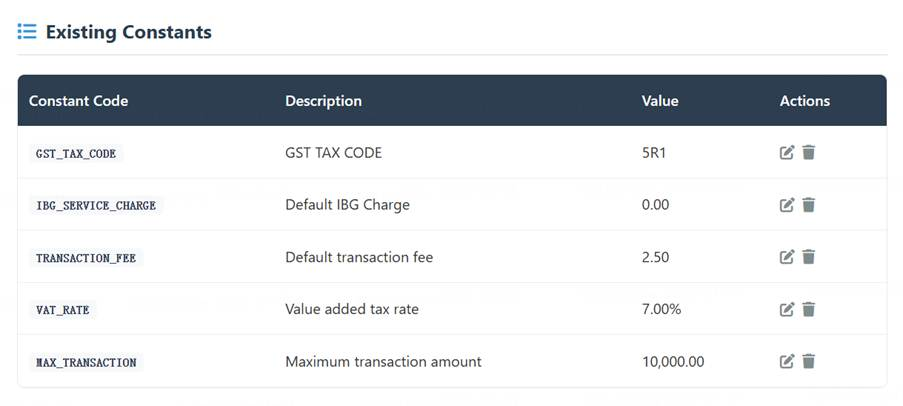 Existing Constants
Constant Code Description Value Actions
GST_TAX_CODE GST TAX CODE 5R1
IBG_SERVICE_CHARGE Default IBG Charge 0.00
TRANSACTION_FEE Default transaction fee 2.50
VAT_RATE Value added tax rate 7.00%
MAX_TRANSACTION Maximum transaction amount 10,000.00